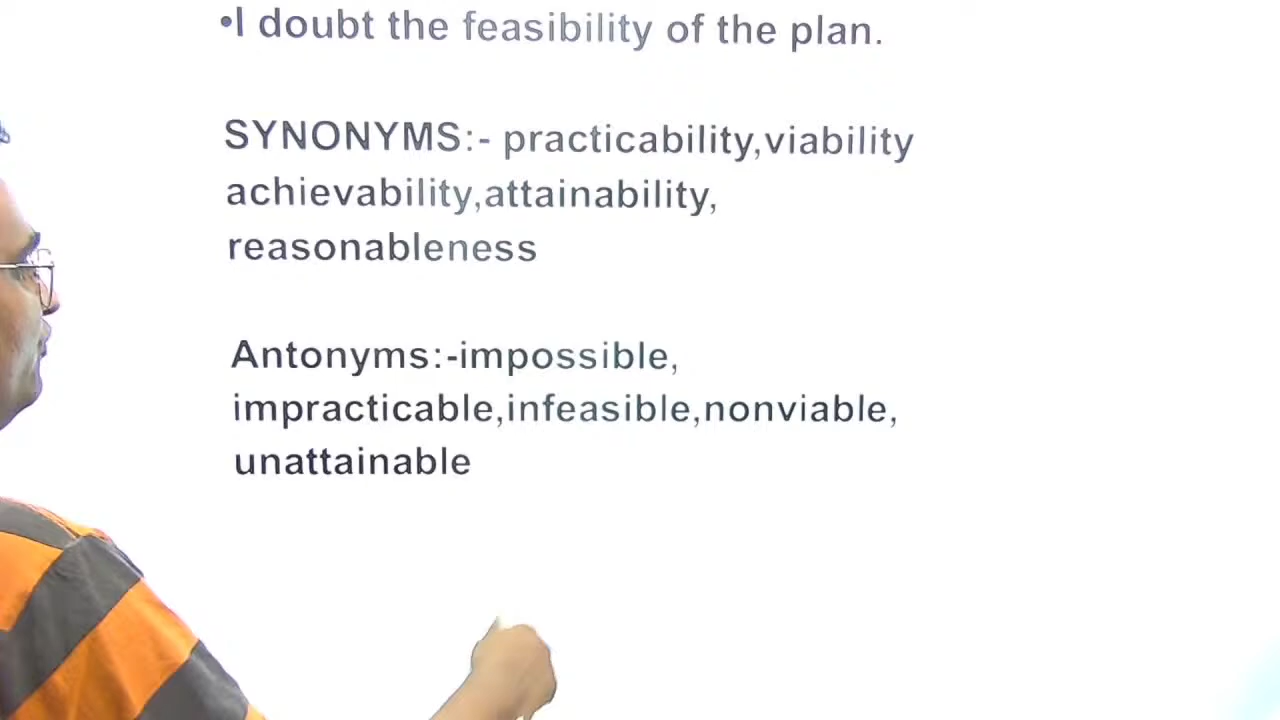 •I doubt the feasibility of the plan.
SYNONYMS:- practicability,viability
achievability,attainability,
reasonableness
Antonyms:-impossible,
impracticable,infeasible,nonviable,
unattainable